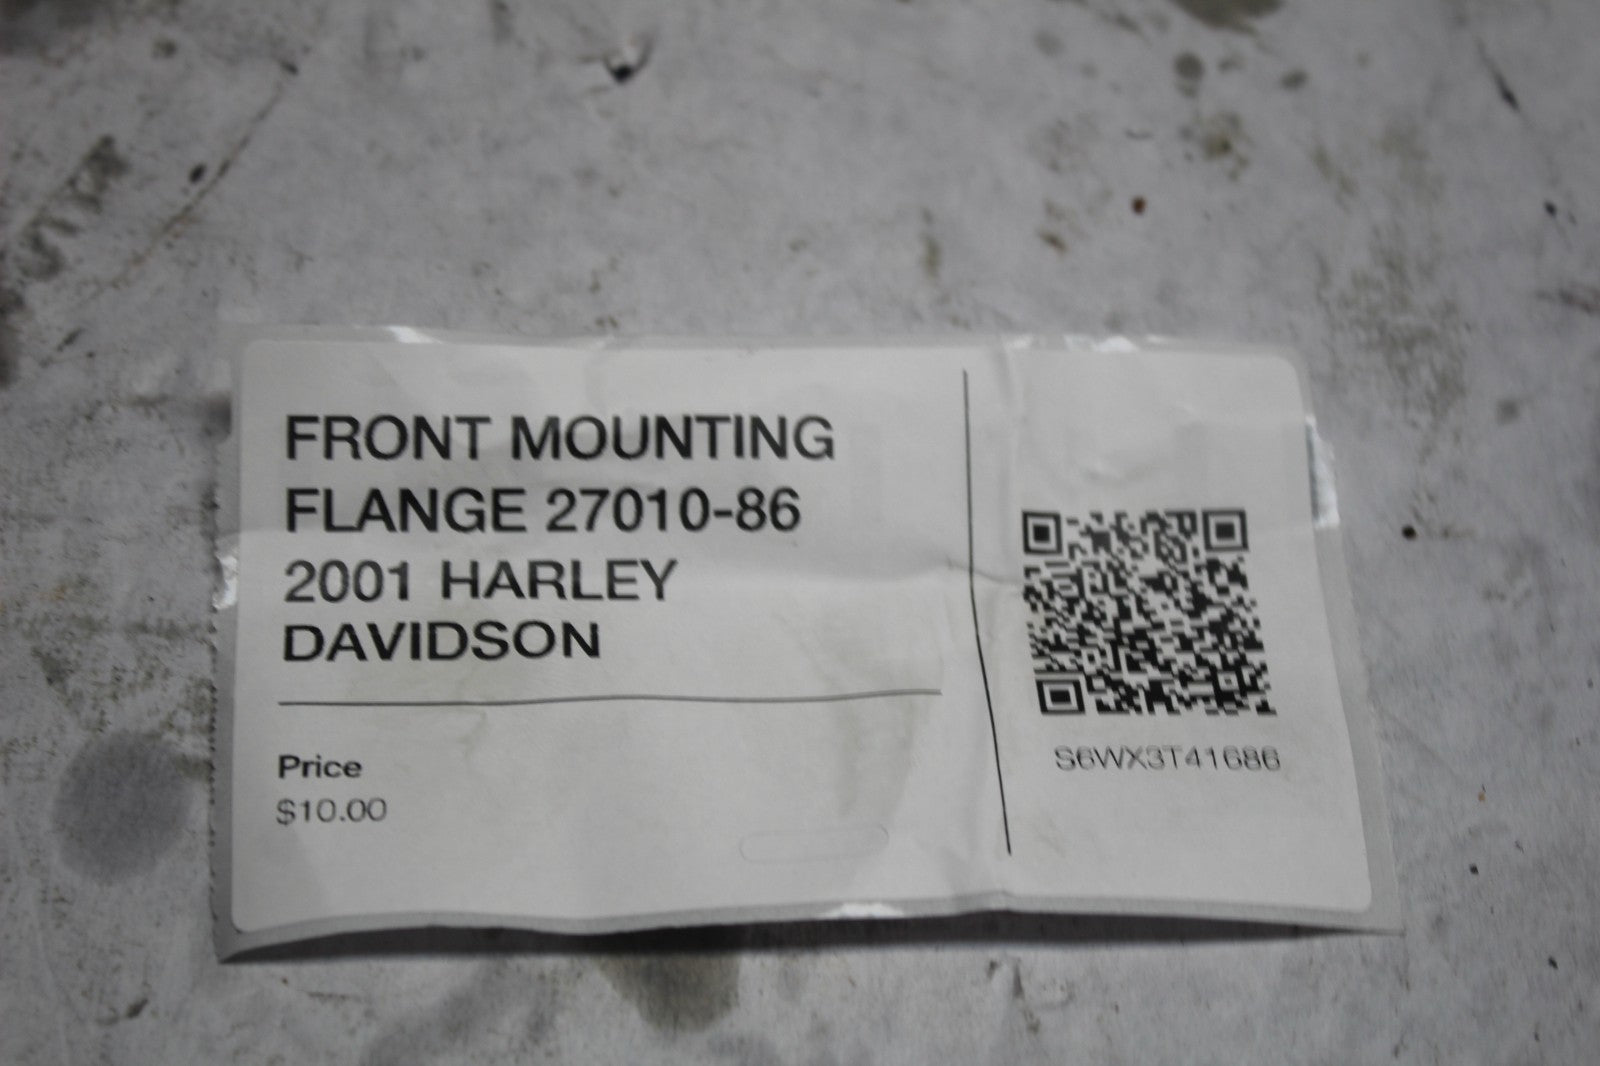 FRONT MOUNTING
FLANGE 27010-86
2001 HARLEY
DAVIDSON
Price
$10.00
S6WX3T41686